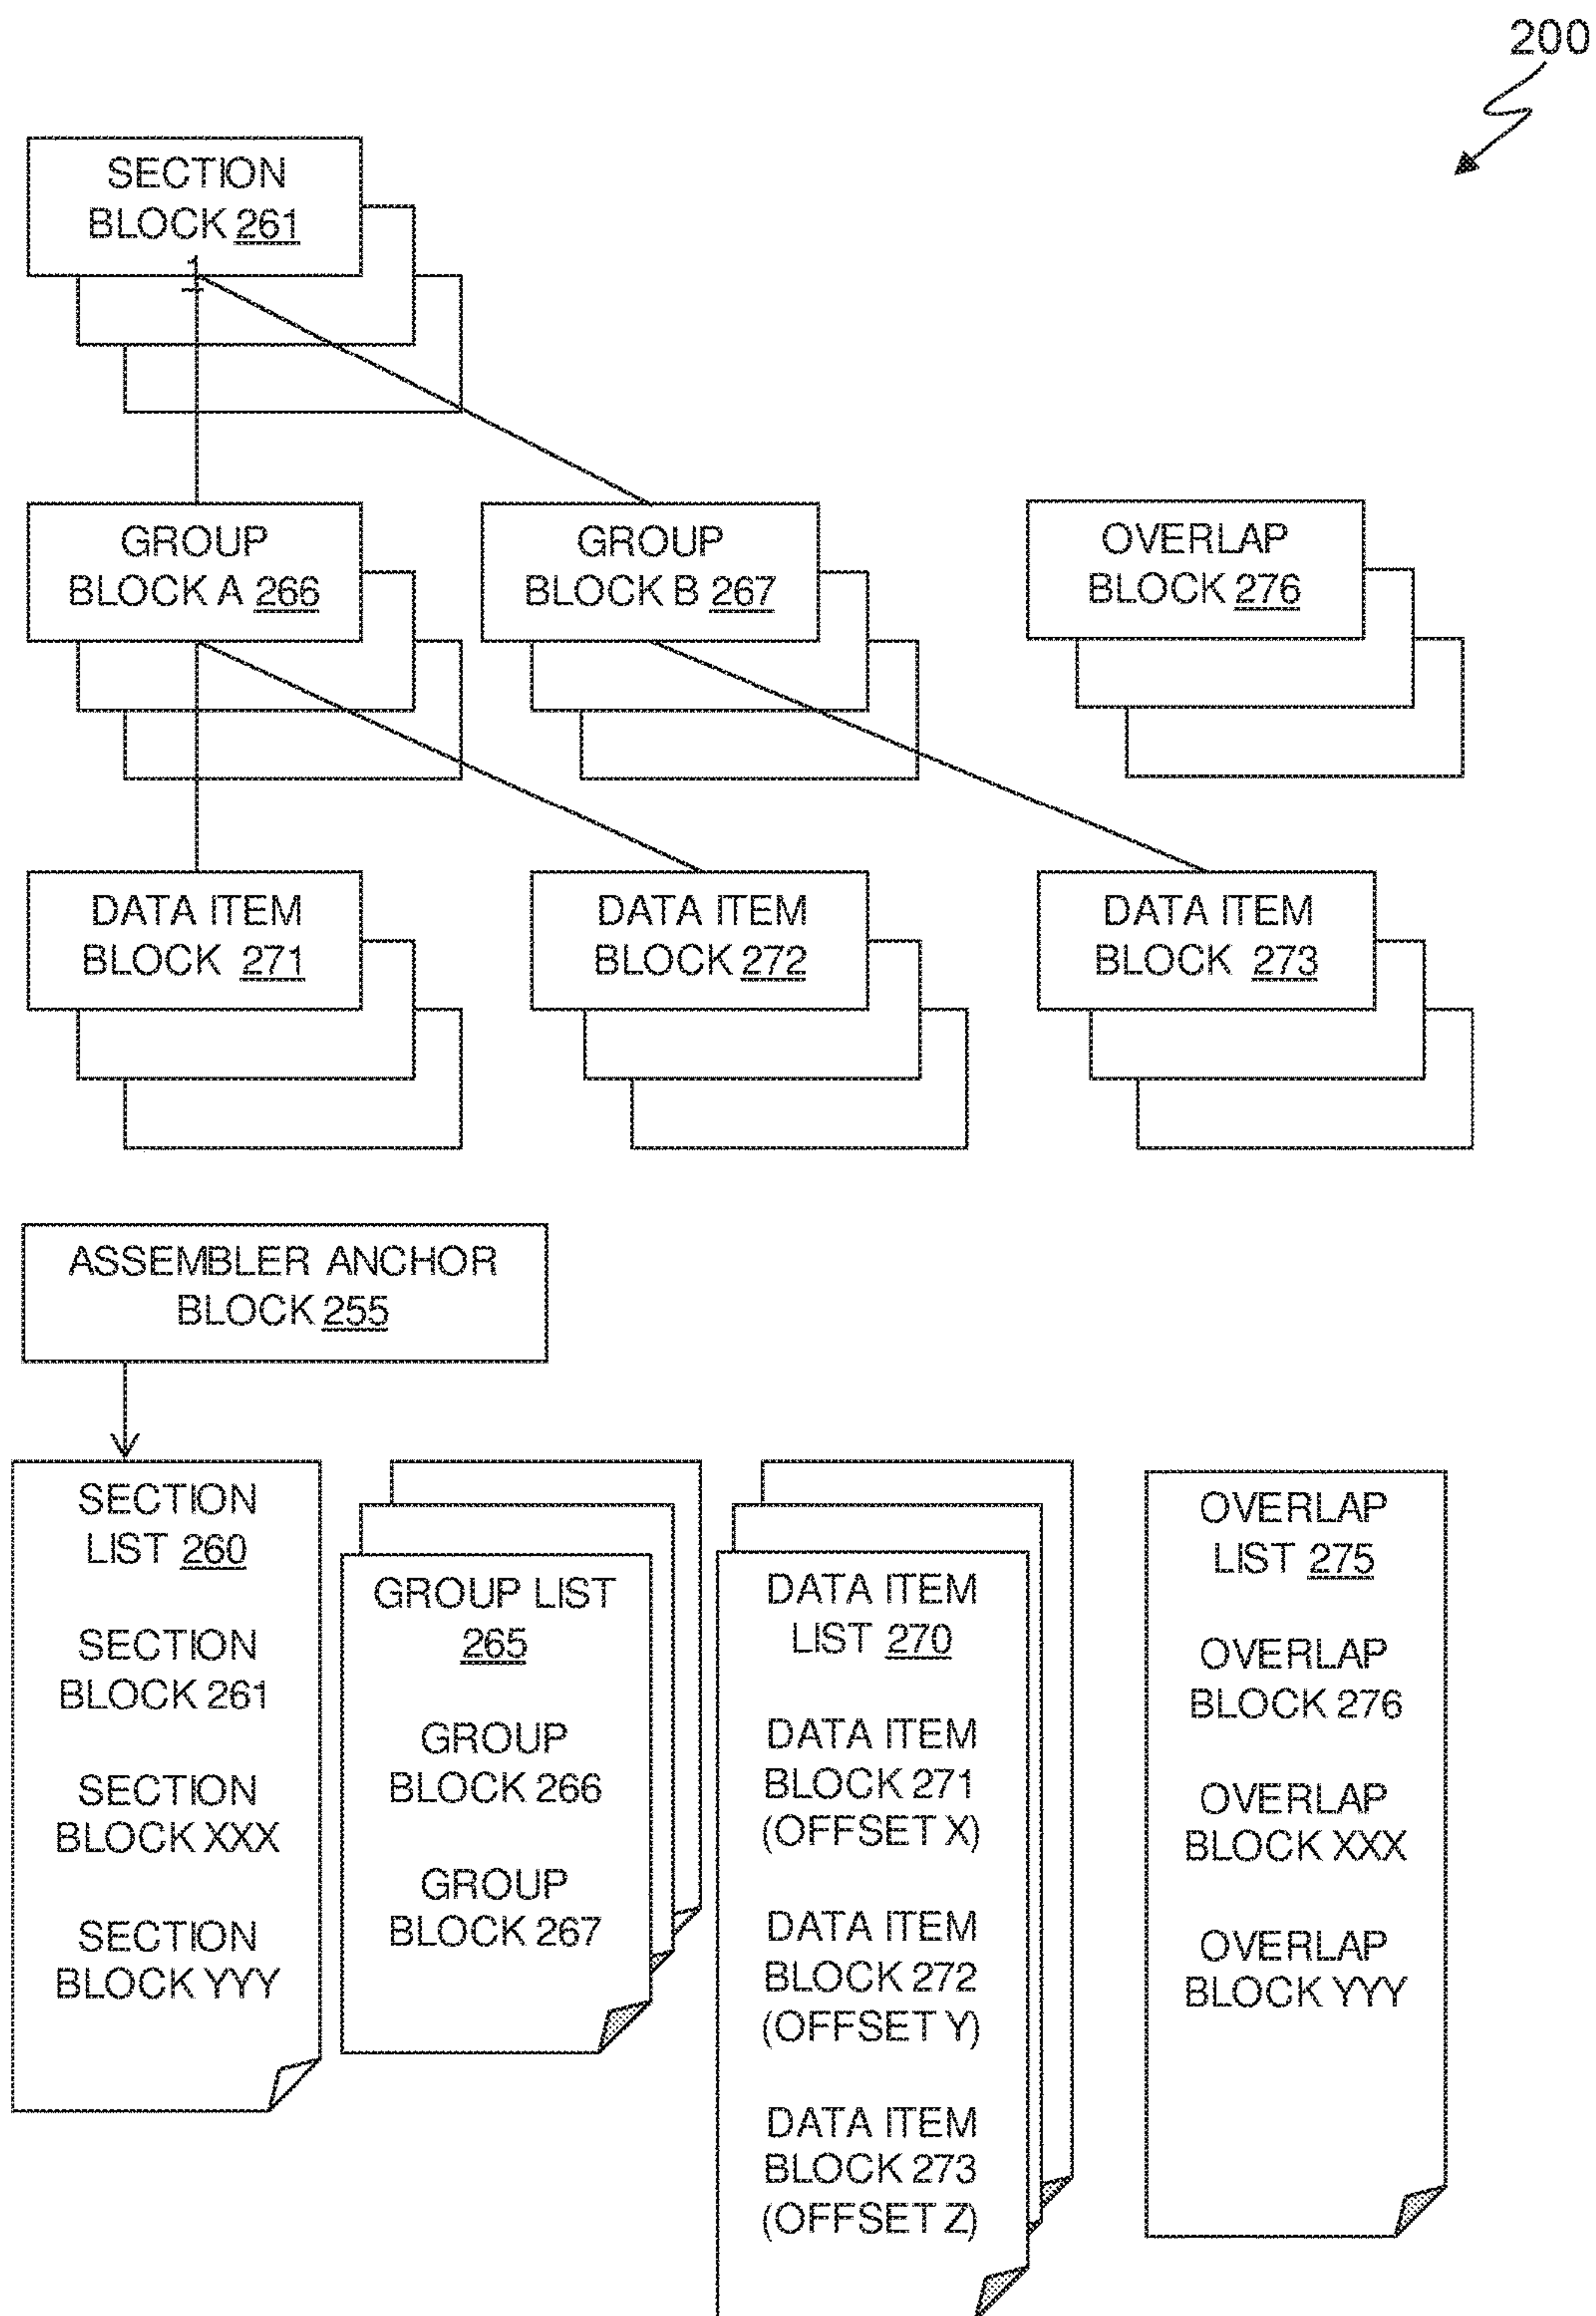 200
SECTION
BLOCK 261
1
GROUP
BLOCK A 266
GROUP
BLOCK B 267
OVERLAP
BLOCK 276
DATA ITEM
BLOCK 271
DATA ITEM
BLOCK 272
DATA ITEM
BLOCK 273
ASSEMBLER ANCHOR
BLOCK 255
SECTION
LIST 260
SECTION
BLOCK 261
SECTION
BLOCK XXX
SECTION
BLOCK YYY
GROUP LIST
265
GROUP
BLOCK 266
GROUP
BLOCK 267
DATA ITEM
LIST 270
DATA ITEM
BLOCK 271
(OFFSET X)
DATA ITEM
BLOCK 272
(OFFSET Y)
DATA ITEM
BLOCK 273
(OFFSET Z)
OVERLAP
LIST 275
OVERLAP
BLOCK 276
OVERLAP
BLOCK XXX
OVERLAP
BLOCK YYY